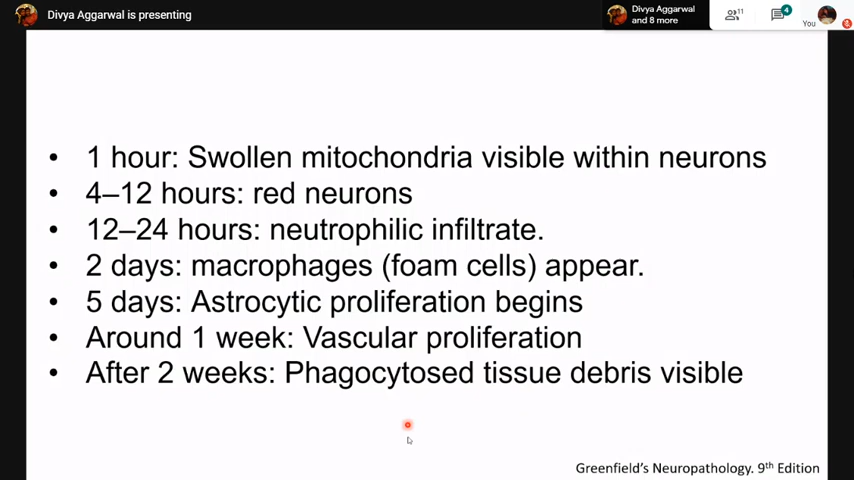 Divya Aggarwal is presenting
Divya Aggarwal
and 8 more
11
4
You
• 1 hour: Swollen mitochondria visible within neurons
• 4–12 hours: red neurons
• 12–24 hours: neutrophilic infiltrate.
• 2 days: macrophages (foam cells) appear.
• 5 days: Astrocytic proliferation begins
• Around 1 week: Vascular proliferation
• After 2 weeks: Phagocytosed tissue debris visible
Greenfield's Neuropathology. 9th Edition